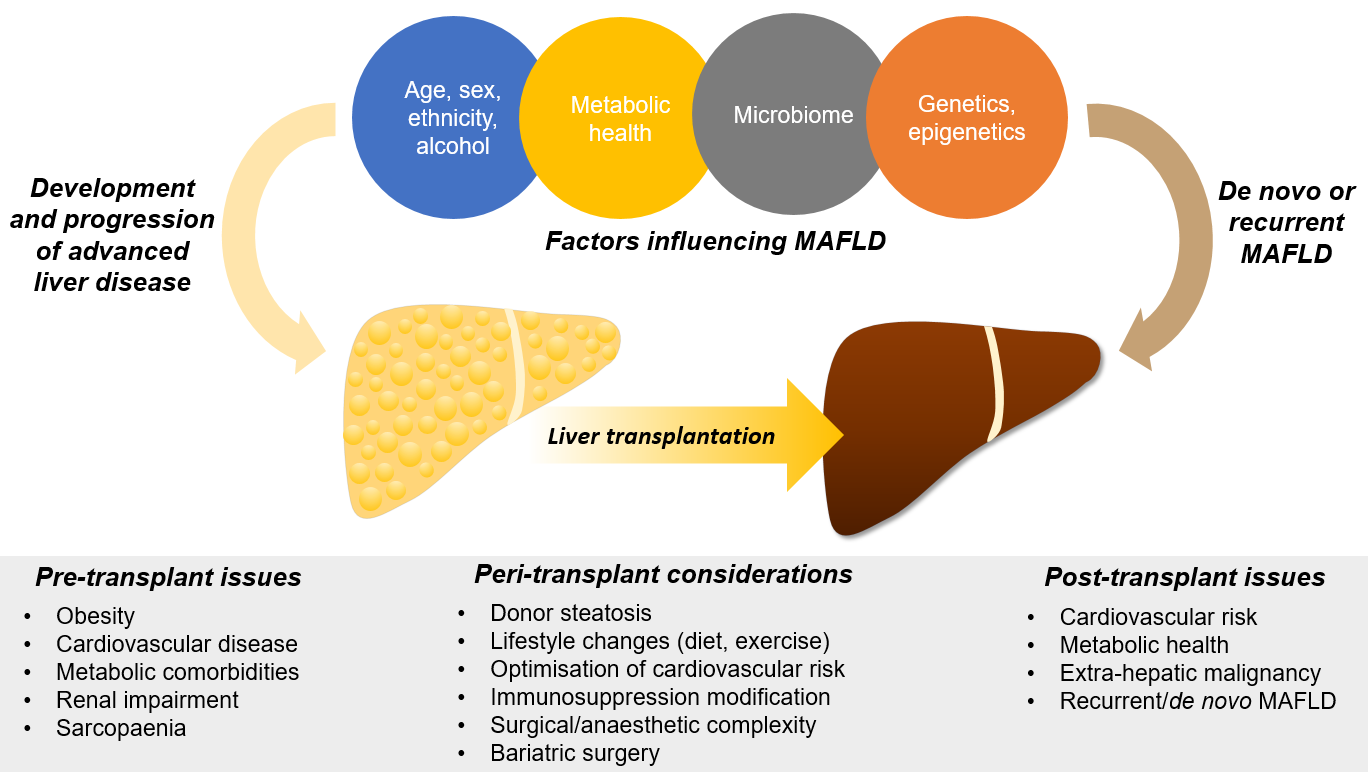 Age, sex,
ethnicity,
alcohol
Metabolic
health
Microbiome
Genetics,
epigenetics
Factors influencing MAFLD
Development
and progression
of advanced
liver disease
De novo or
recurrent
MAFLD
Liver transplantation
Pre-transplant issues
• Obesity
• Cardiovascular disease
• Metabolic comorbidities
• Renal impairment
• Sarcopaenia
Peri-transplant considerations
• Donor steatosis
• Lifestyle changes (diet, exercise)
• Optimisation of cardiovascular risk
• Immunosuppression modification
• Surgical/anaesthetic complexity
• Bariatric surgery
Post-transplant issues
• Cardiovascular risk
• Metabolic health
• Extra-hepatic malignancy
• Recurrent/de novo MAFLD